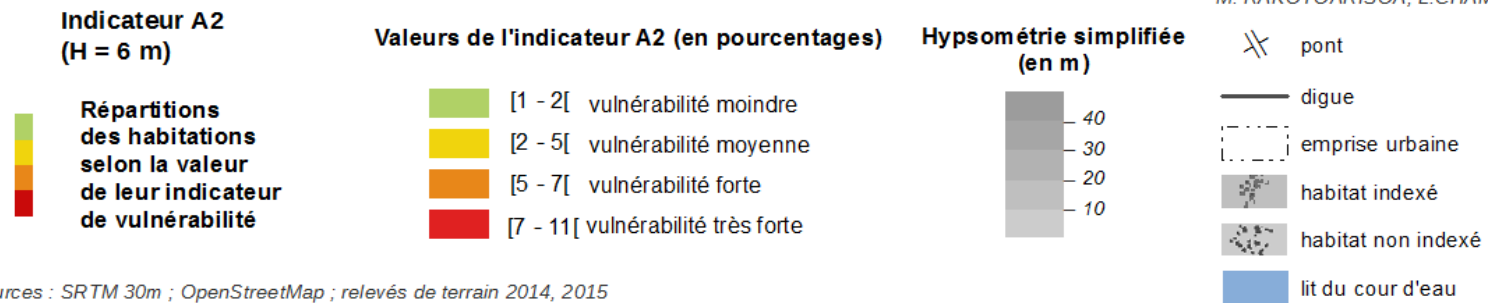 Indicateur A2
(H = 6 m)
Répartitions
des habitations
selon la valeur
de leur indicateur
de vulnérabilité
Valeurs de l'indicateur A2 (en pourcentages)
[1 - 2[ vulnérabilité moindre
[2 - 5[ vulnérabilité moyenne
[5 - 7[ vulnérabilité forte
[7 - 11[ vulnérabilité très forte
Hypsométrie simplifiée
(en m)
40
30
20
10
pont
digue
emprise urbaine
habitat indexé
habitat non indexé
lit du cour d'eau
: SRTM 30m ; OpenStreetMap ; relevés de terrain 2014, 2015